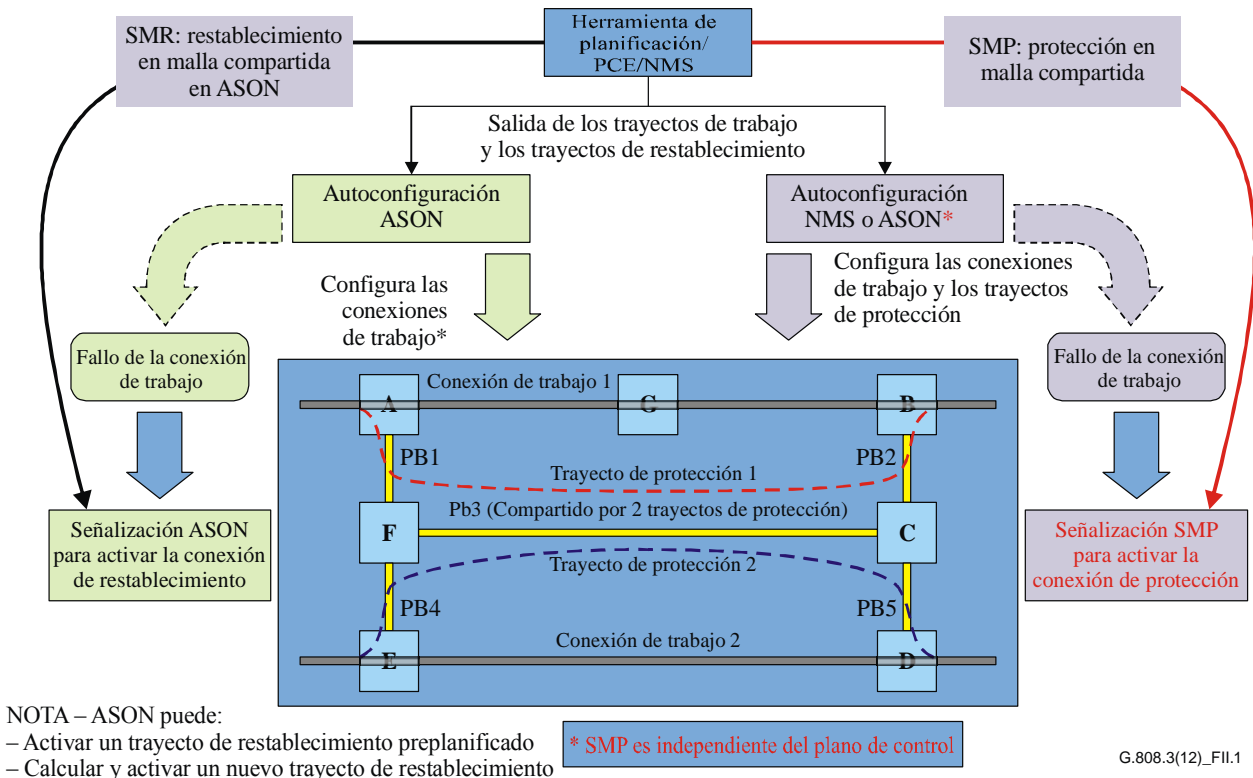 SMR: restablecimiento
en malla compartida
en ASON
Herramienta de
planificación/
PCE/NMS
SMP: protección en
malla compartida
Salida de los trayectos de trabajo
y los trayectos de restablecimiento
Autoconfiguración
ASON
Autoconfiguración
NMS o ASON*
Configura las
conexiones
de trabajo*
Configura las conexiones
de trabajo y los trayectos
de protección
Fallo de la conexión
de trabajo
Fallo de la conexión
de trabajo
Conexión de trabajo 1
A
G
B
PB1
PB2
Trayecto de protección 1
Pb3 (Compartido por 2 trayectos de protección)
F
C
Trayecto de protección 2
PB4
PB5
Conexión de trabajo 2
E
D
Señalización ASON
para activar la conexión
de restablecimiento
Señalización SMP
para activar la
conexión de protección
NOTA – ASON puede:
– Activar un trayecto de restablecimiento preplanificado
– Calcular y activar un nuevo trayecto de restablecimiento
* SMP es independiente del plano de control
G.808.3(12)_FII.1